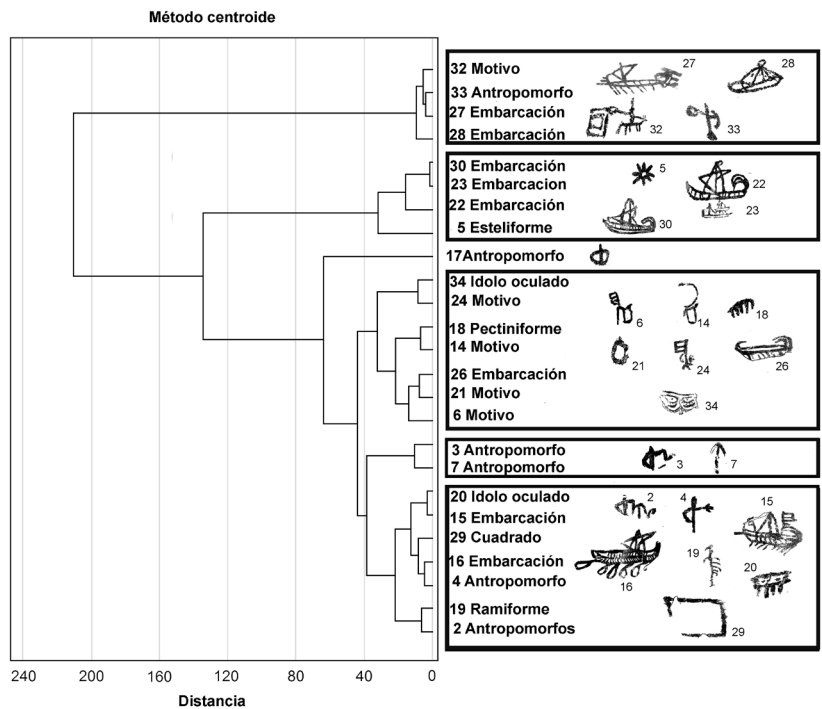 Método centroide
32 Motivo
33 Antropomorfo
27 Embarcación
28 Embarcación
27
28
32
33
30 Embarcación
23 Embarcacion
22 Embarcación
5 Esteliforme
5
22
23
30
17Antropomorfo
34 Idolo oculado
24 Motivo
18 Pectiniforme
14 Motivo
26 Embarcación
21 Motivo
6 Motivo
6
14
18
21
24
26
34
3 Antropomorfo
7 Antropomorfo
3
7
20 Idolo oculado
15 Embarcación
29 Cuadrado
16 Embarcación
4 Antropomorfo
19 Ramiforme
2 Antropomorfos
2
4
15
16
19
20
29
240 200 160 120 80 40 0
Distancia